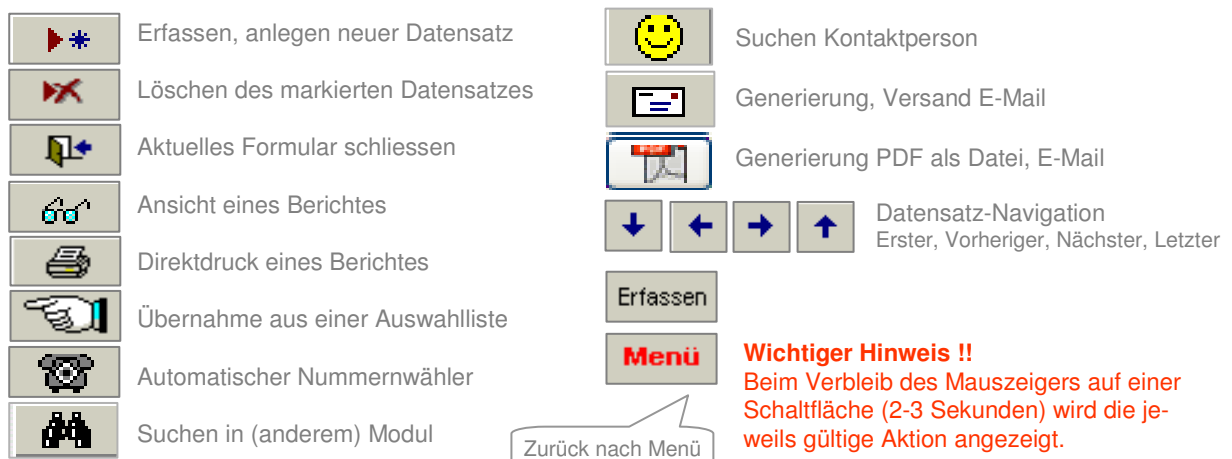 Erfassen, anlegen neuer Datensatz
Löschen des markierten Datensatzes
Aktuelles Formular schliessen
Ansicht eines Berichtes
Direktdruck eines Berichtes
Übernahme aus einer Auswahlliste
Automatischer Nummernwähler
Suchen in (anderem) Modul
Suchen Kontaktperson
Generierung, Versand E-Mail
PDF
Generierung PDF als Datei, E-Mail
Datensatz-Navigation
Erster, Vorheriger, Nächster, Letzter
Erfassen
Menü
Zurück nach Menü
Wichtiger Hinweis !!
Beim Verbleib des Mauszeigers auf einer
Schaltfläche (2-3 Sekunden) wird die je-
weils gültige Aktion angezeigt.